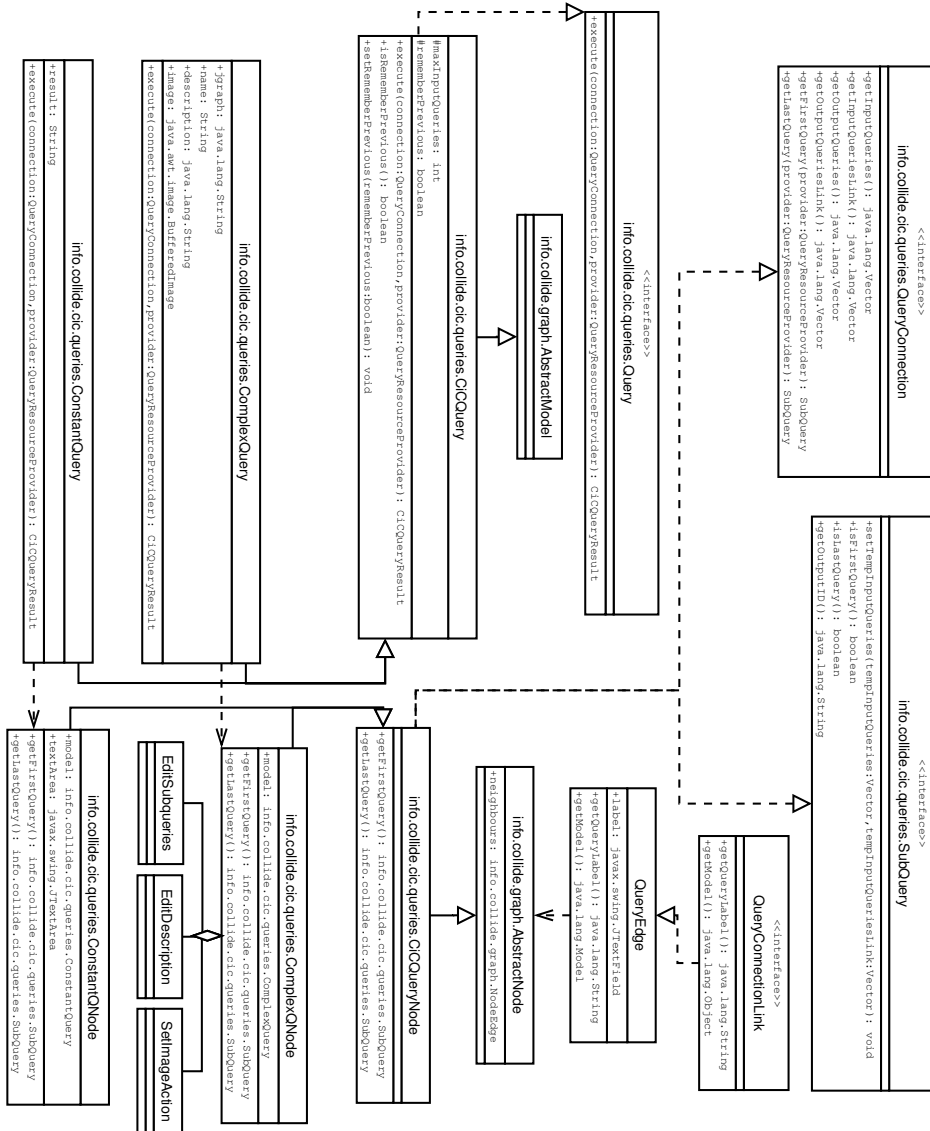 <<interface>>
info.collide.cic.queries.QueryConnection
+getInputQueries(): java.lang.Vector
+getInputQueriesLink(): java.lang.Vector
+getOutputQueries(): java.lang.Vector
+getOutputQueriesLink(): java.lang.Vector
+getFirstQuery(provider:QueryResourceProvider): SubQuery
+getLastQuery(provider:QueryResourceProvider): SubQuery
<<interface>>
info.collide.cic.queries.SubQuery
+setTempInputQueries(tempInputQueries:Vector,tempInputQueriesLink:Vector): void
+isFirstQuery(): boolean
+isLastQuery(): boolean
+getOutputID(): java.lang.String
<<interface>>
info.collide.cic.queries.Query
+execute(connection:QueryConnection,provider:QueryResourceProvider): CiCQueryResult
<<interface>>
QueryConnectionLink
+getQueryLabel(): java.lang.String
+getModel(): java.lang.Object
QueryEdge
+label: javax.swing.JTextField
+getQueryLabel(): java.lang.String
+getModel(): java.lang.Model
info.collide.graph.AbstractModel
info.collide.graph.AbstractNode
+neighbours: info.collide.graph.NodeEdge
info.collide.cic.queries.CiCQuery
#maxInputQueries: int
#rememberPrevious: boolean
+execute(connection:QueryConnection,provider:QueryResourceProvider): CiCQueryResult
+isRememberPrevious(): boolean
+setRememberPrevious(rememberPrevious:boolean): void
info.collide.cic.queries.CiCQueryNode
+getFirstQuery(): info.collide.cic.queries.SubQuery
+getLastQuery(): info.collide.cic.queries.SubQuery
info.collide.cic.queries.ComplexQuery
+jgraph: java.lang.String
+name: String
+description: java.lang.String
+image: java.awt.image.BufferedImage
+execute(connection:QueryConnection,provider:QueryResourceProvider): CiCQueryResult
info.collide.cic.queries.ComplexQNode
+model: info.collide.cic.queries.ComplexQuery
+getFirstQuery(): info.collide.cic.queries.SubQuery
+getLastQuery(): info.collide.cic.queries.SubQuery
EditSubqueries
EditDescription
SetImageAction
info.collide.cic.queries.ConstantQuery
+result: String
+execute(connection:QueryConnection,provider:QueryResourceProvider): CiCQueryResult
info.collide.cic.queries.ConstantQNode
+model: info.collide.cic.queries.ConstantQuery
+textArea: javax.swing.JTextArea
+getFirstQuery(): info.collide.cic.queries.SubQuery
+getLastQuery(): info.collide.cic.queries.SubQuery